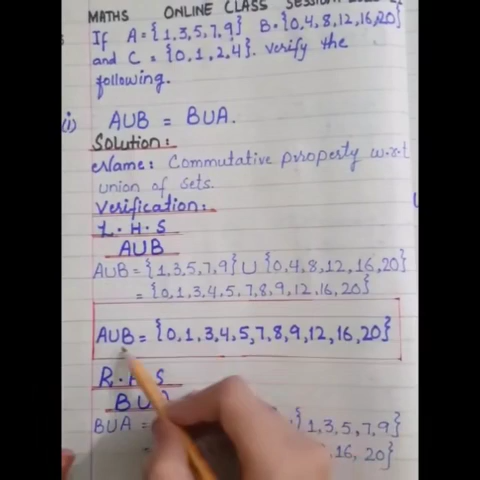 MATHS ONLINE CLASS
If A={1,3,5,7,9} B={0,4,8,12,16,20}
and C = {0,1,2,4}. verify the
following.
(i) AUB = BUA.
Solution:
Name: Commutative property w.r.t
union of sets.
Verification:
L.H.S
AUB
AUB = {1,3,5,7,9} U {0,4,8,12,16,20}
= {0,1,3,4,5,7,8,9,12,16,20}
AUB = {0,1,3,4,5,7,8,9,12,16,20}
R.H.S
BUA
BUA = {1,3,5,7,9}
16, 20}